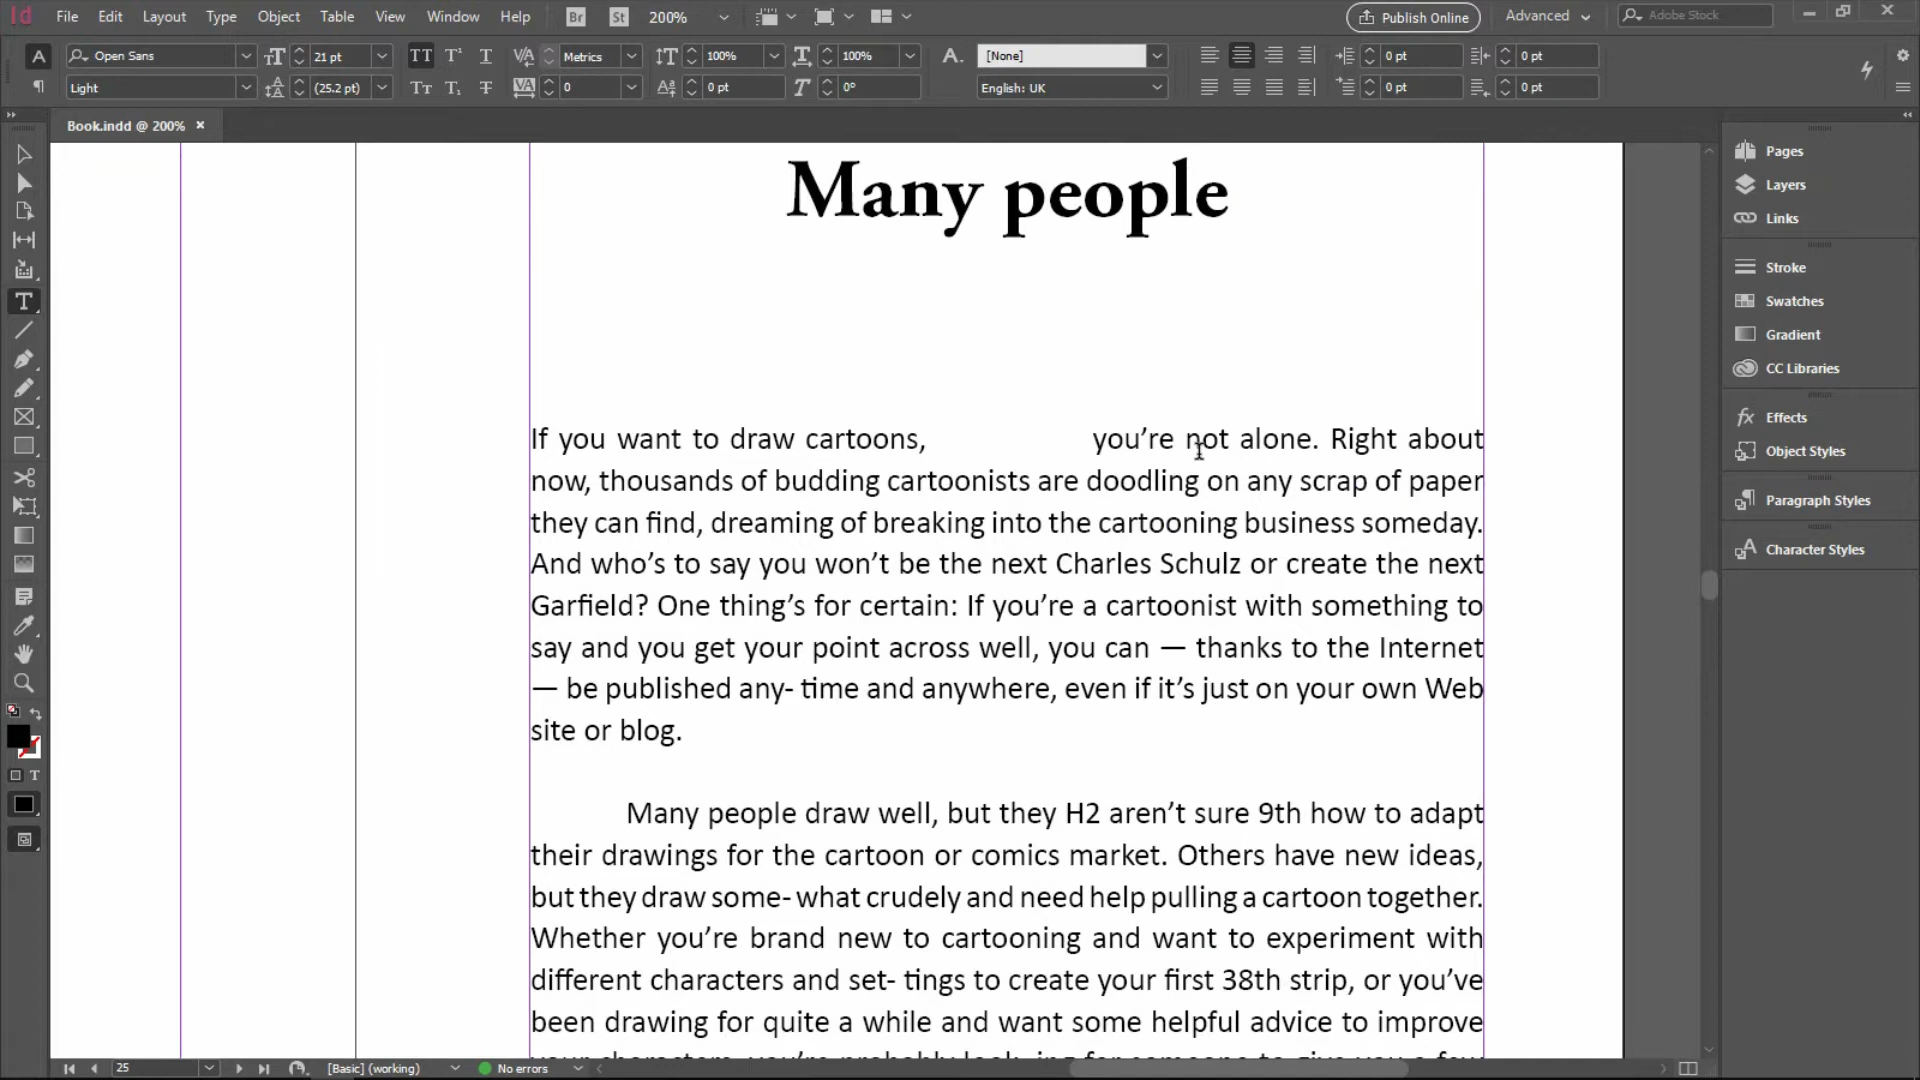 Id File Edit Layout Type Object Table View Window Help Br St 200% Publish Online Advanced Adobe Stock
A Open Sans 21 pt TT T¹ T Metrics 100% 100% A. [None] 0 pt 0 pt
¶ Light (25.2 pt) Tт T₁ T 0 0 pt 0° English: UK 0 pt 0 pt
Book.indd @ 200% ×
Many people
If you want to draw cartoons, you’re not alone. Right about
now, thousands of budding cartoonists are doodling on any scrap of paper
they can find, dreaming of breaking into the cartooning business someday.
And who’s to say you won’t be the next Charles Schulz or create the next
Garfield? One thing’s for certain: If you’re a cartoonist with something to
say and you get your point across well, you can — thanks to the Internet
— be published any- time and anywhere, even if it’s just on your own Web
site or blog.
Many people draw well, but they H2 aren’t sure 9th how to adapt
their drawings for the cartoon or comics market. Others have new ideas,
but they draw some- what crudely and need help pulling a cartoon together.
Whether you’re brand new to cartooning and want to experiment with
different characters and set- tings to create your first 38th strip, or you’ve
been drawing for quite a while and want some helpful advice to improve
Pages
Layers
Links
Stroke
Swatches
Gradient
CC Libraries
Effects
Object Styles
Paragraph Styles
Character Styles
25 [Basic] (working) No errors